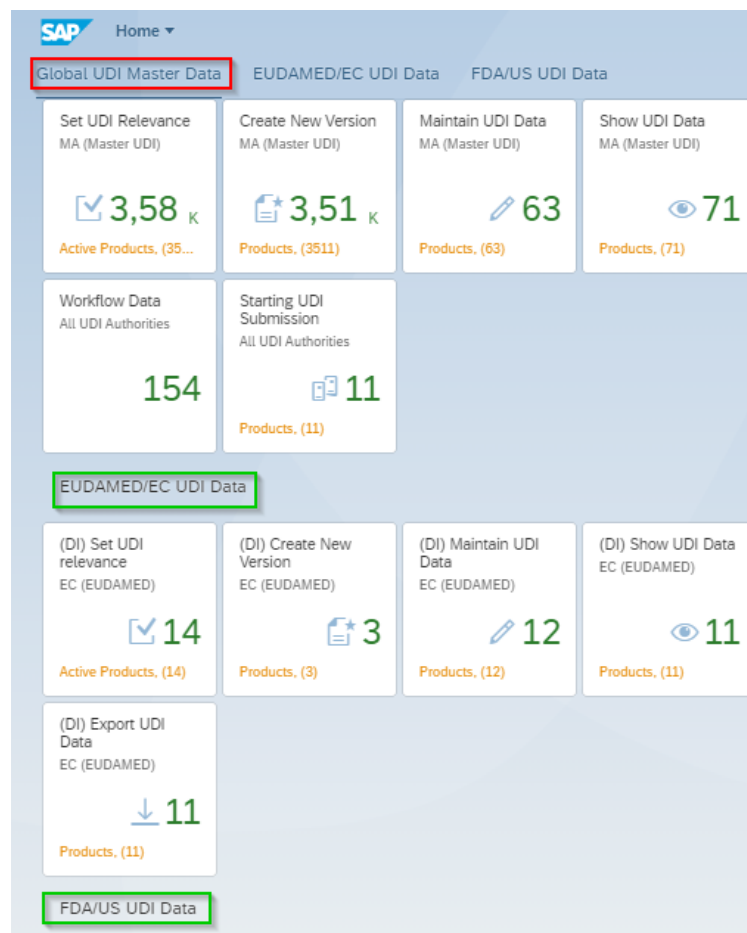 SAP Home
Global UDI Master Data EUDAMED/EC UDI Data FDA/US UDI Data
Set UDI Relevance
MA (Master UDI)
3,58 K
Active Products, (35...
Create New Version
MA (Master UDI)
3,51 K
Products, (3511)
Maintain UDI Data
MA (Master UDI)
63
Products, (63)
Show UDI Data
MA (Master UDI)
71
Products, (71)
Workflow Data
All UDI Authorities
154
Starting UDI
Submission
All UDI Authorities
11
Products, (11)
EUDAMED/EC UDI Data
(DI) Set UDI
relevance
EC (EUDAMED)
14
Active Products, (14)
(DI) Create New
Version
EC (EUDAMED)
3
Products, (3)
(DI) Maintain UDI
Data
EC (EUDAMED)
12
Products, (12)
(DI) Show UDI Data
EC (EUDAMED)
11
Products, (11)
(DI) Export UDI
Data
EC (EUDAMED)
11
Products, (11)
FDA/US UDI Data